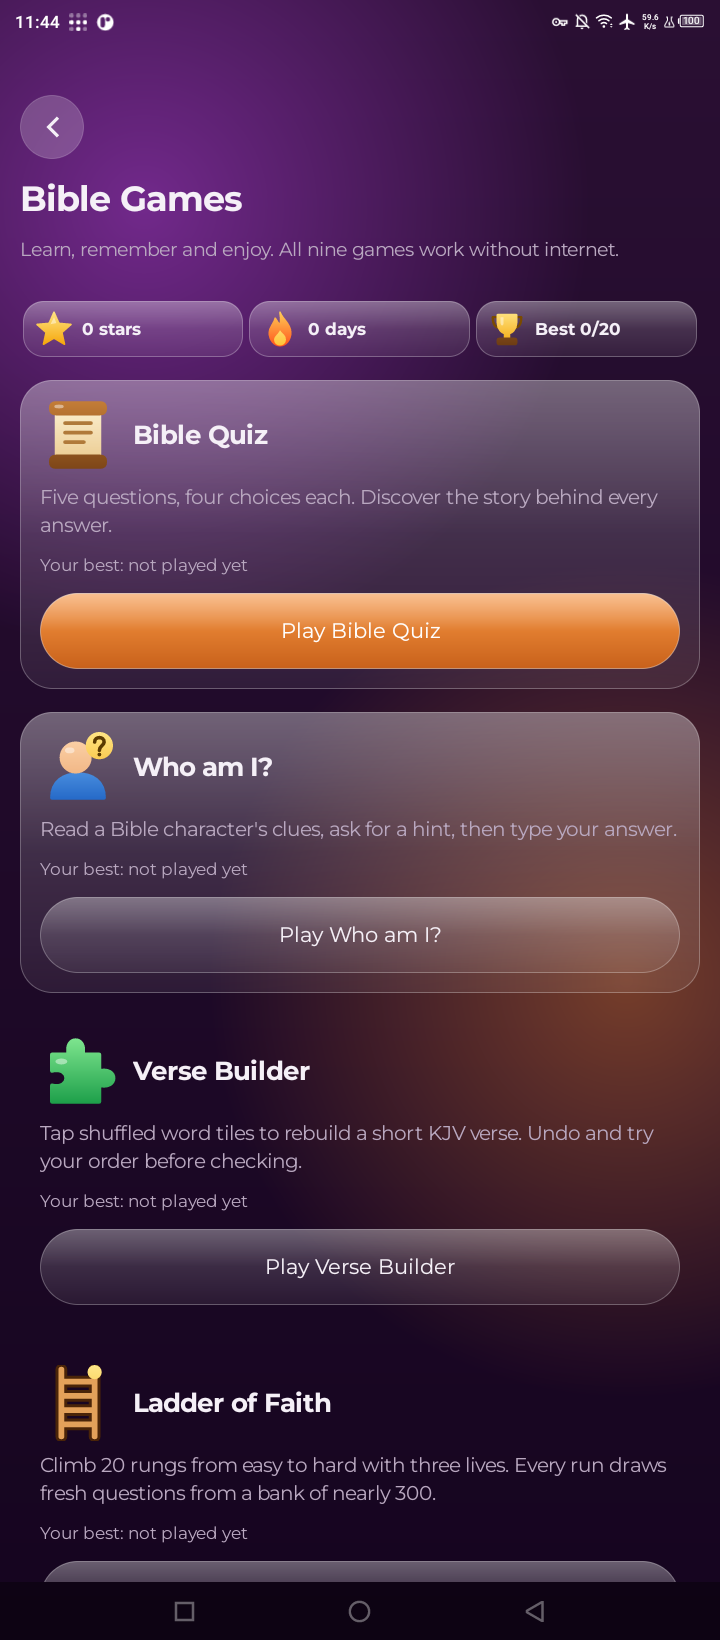 11:44
59.6
K/s
100
Bible Games
Learn, remember and enjoy. All nine games work without internet.
0 stars
0 days
Best 0/20
Bible Quiz
Five questions, four choices each. Discover the story behind every
answer.
Your best: not played yet
Play Bible Quiz
?
Who am I?
Read a Bible character's clues, ask for a hint, then type your answer.
Your best: not played yet
Play Who am I?
Verse Builder
Tap shuffled word tiles to rebuild a short KJV verse. Undo and try
your order before checking.
Your best: not played yet
Play Verse Builder
Ladder of Faith
Climb 20 rungs from easy to hard with three lives. Every run draws
fresh questions from a bank of nearly 300.
Your best: not played yet